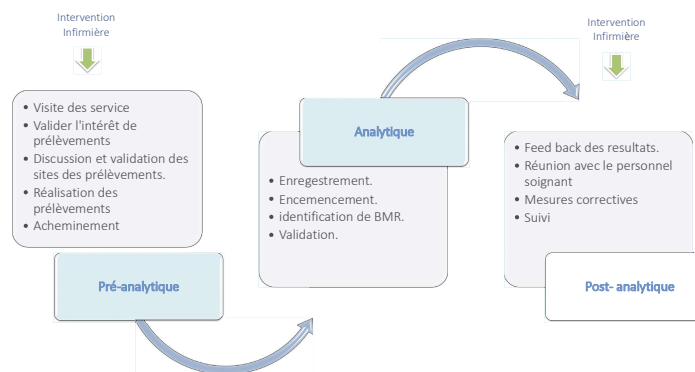 Intervention
Infirmière
• Visite des service
• Valider l'intérêt de
prélèvements
• Discussion et validation des
sites des prélèvements.
• Réalisation des
prélèvements
• Acheminement
Pré-analytique
Analytique
• Enregestrement.
• Encemencement.
• identification de BMR.
• Validation.
Intervention
Infirmière
• Feed back des resultats.
• Réunion avec le personnel
soignant
• Mesures correctives
• Suivi
Post- analytique